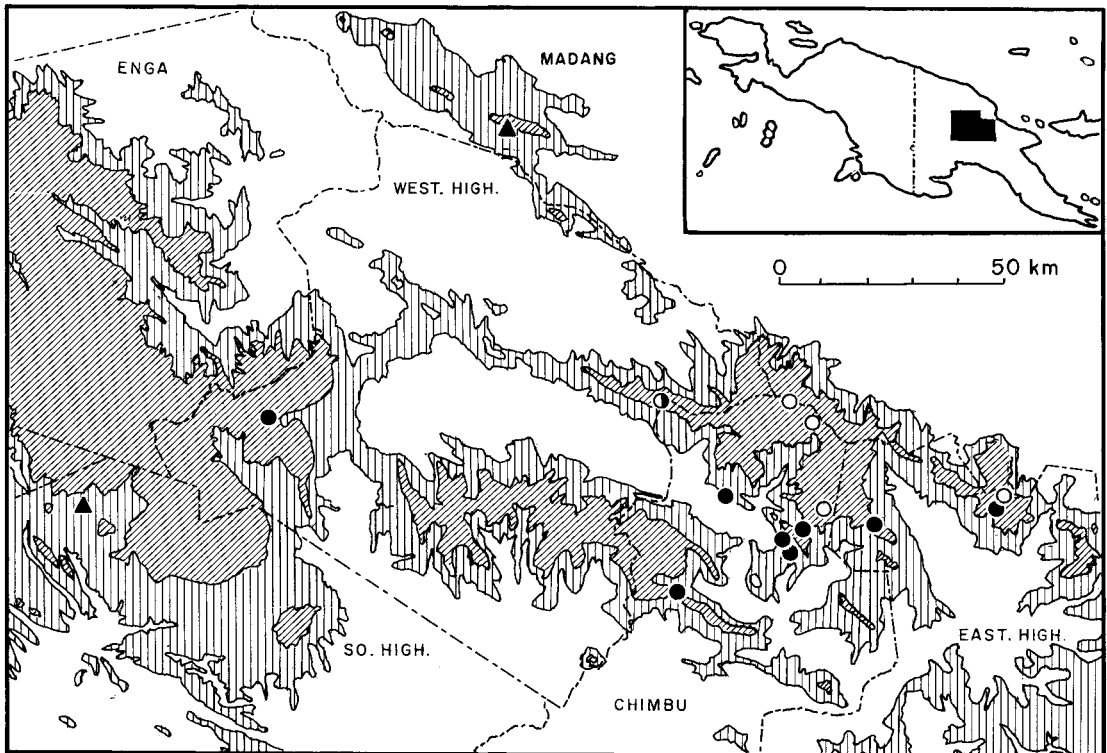 ENGA
MADANG
WEST. HIGH.
0 50 km
SO. HIGH.
EAST. HIGH.
CHIMBU